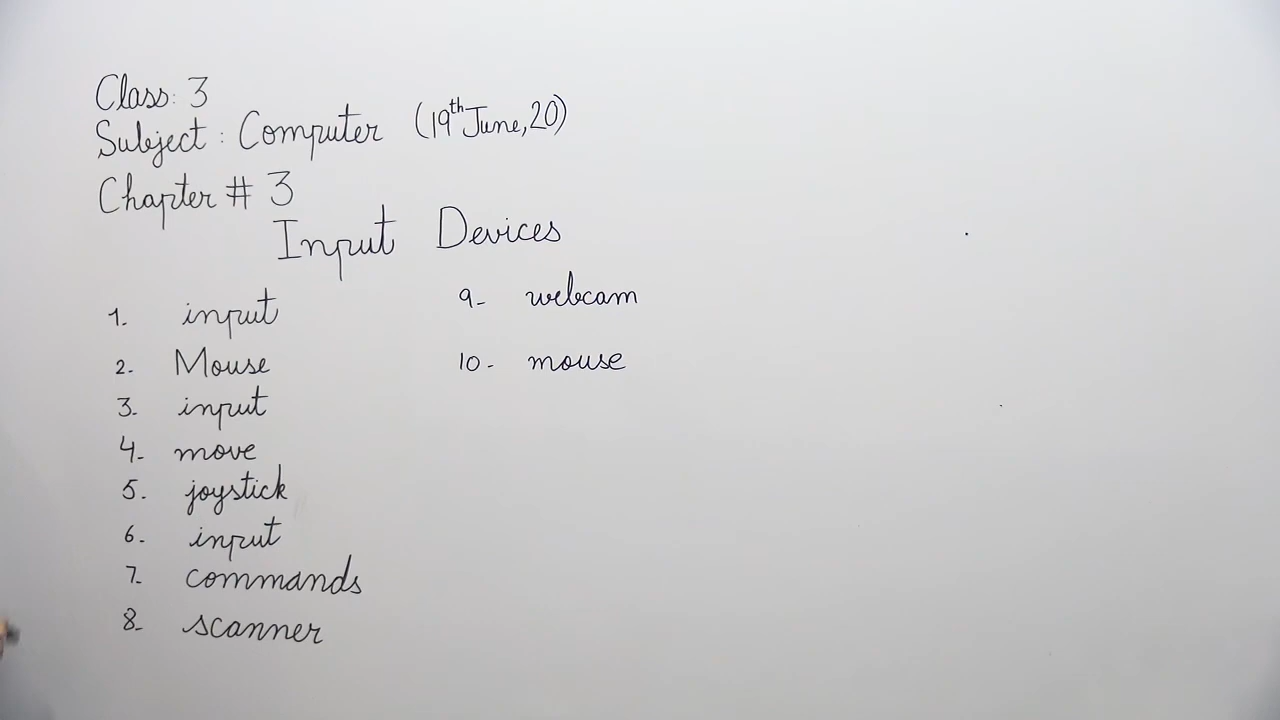 Class: 3
Subject: Computer (19th June, 20)
Chapter # 3
Input Devices
1. input
2. Mouse
3. input
4. move
5. joystick
6. input
7. commands
8. scanner
9- webcam
10- mouse